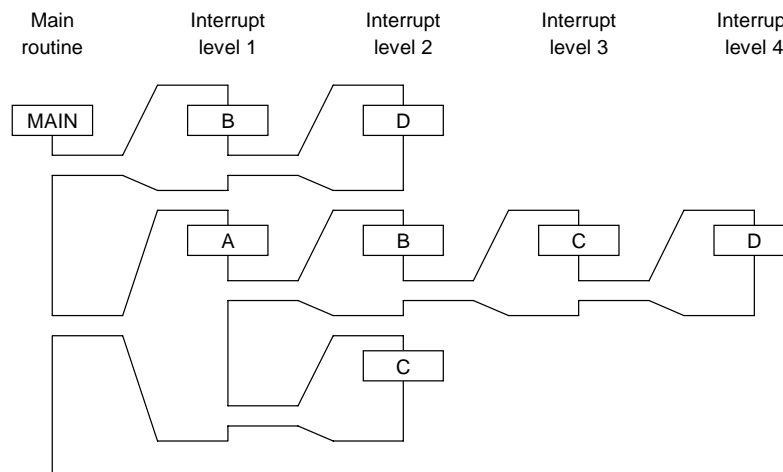 Main routine
Interrupt level 1
Interrupt level 2
Interrupt level 3
Interrup level 4
MAIN
B
D
A
B
C
D
C